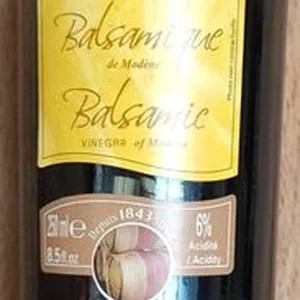 Balsamique
de Modène
Balsamic
VINEGAR of Modena
Depuis 1843
250 ml e
8.5 fl.oz
6%
Acidité
/ Acidity